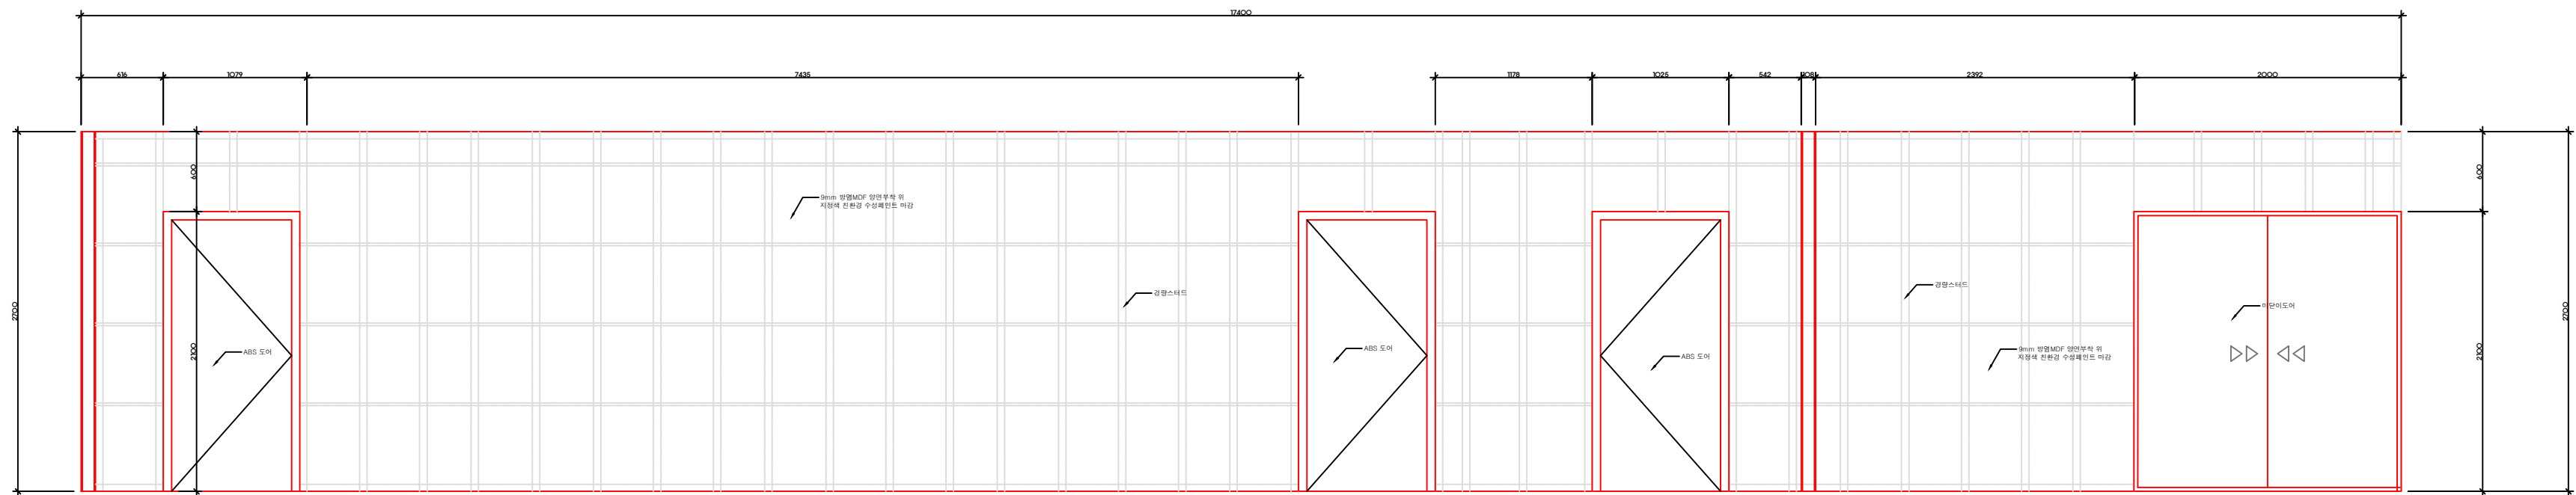 17400
616
1079
7435
1178
1025
542
108
2392
2000
600
600
9mm 방염MDF 양면부착 위
지정색 친환경 수성페인트 마감
경량스터드
경량스터드
미닫이도어
2700
2700
ABS 도어
2100
ABS 도어
ABS 도어
9mm 방염MDF 양면부착 위
지정색 친환경 수성페인트 마감
2100